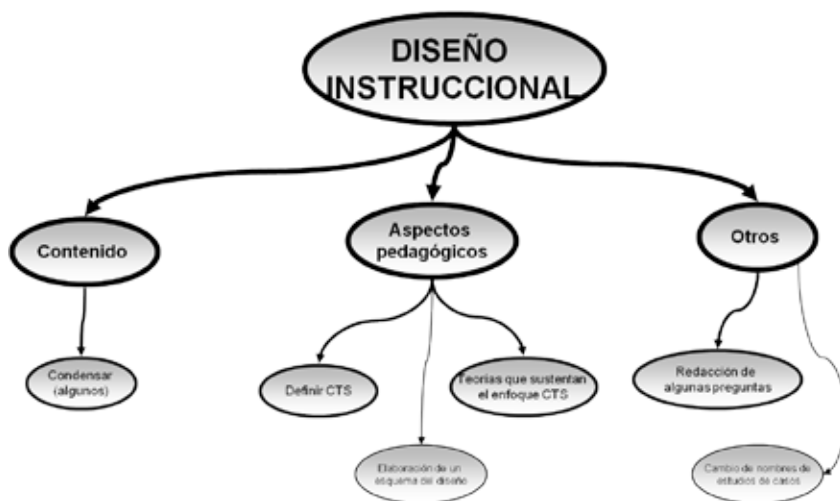 DISEÑO
INSTRUCCIONAL
Contenido
Aspectos
pedagógicos
Otros
Condensar
(algunos)
Definir CTS
Teorías que sustentan
el enfoque CTS
Redacción de
algunas preguntas
Elaboración de un
esquema del diseño
Cambio de nombres de
estudios de casos